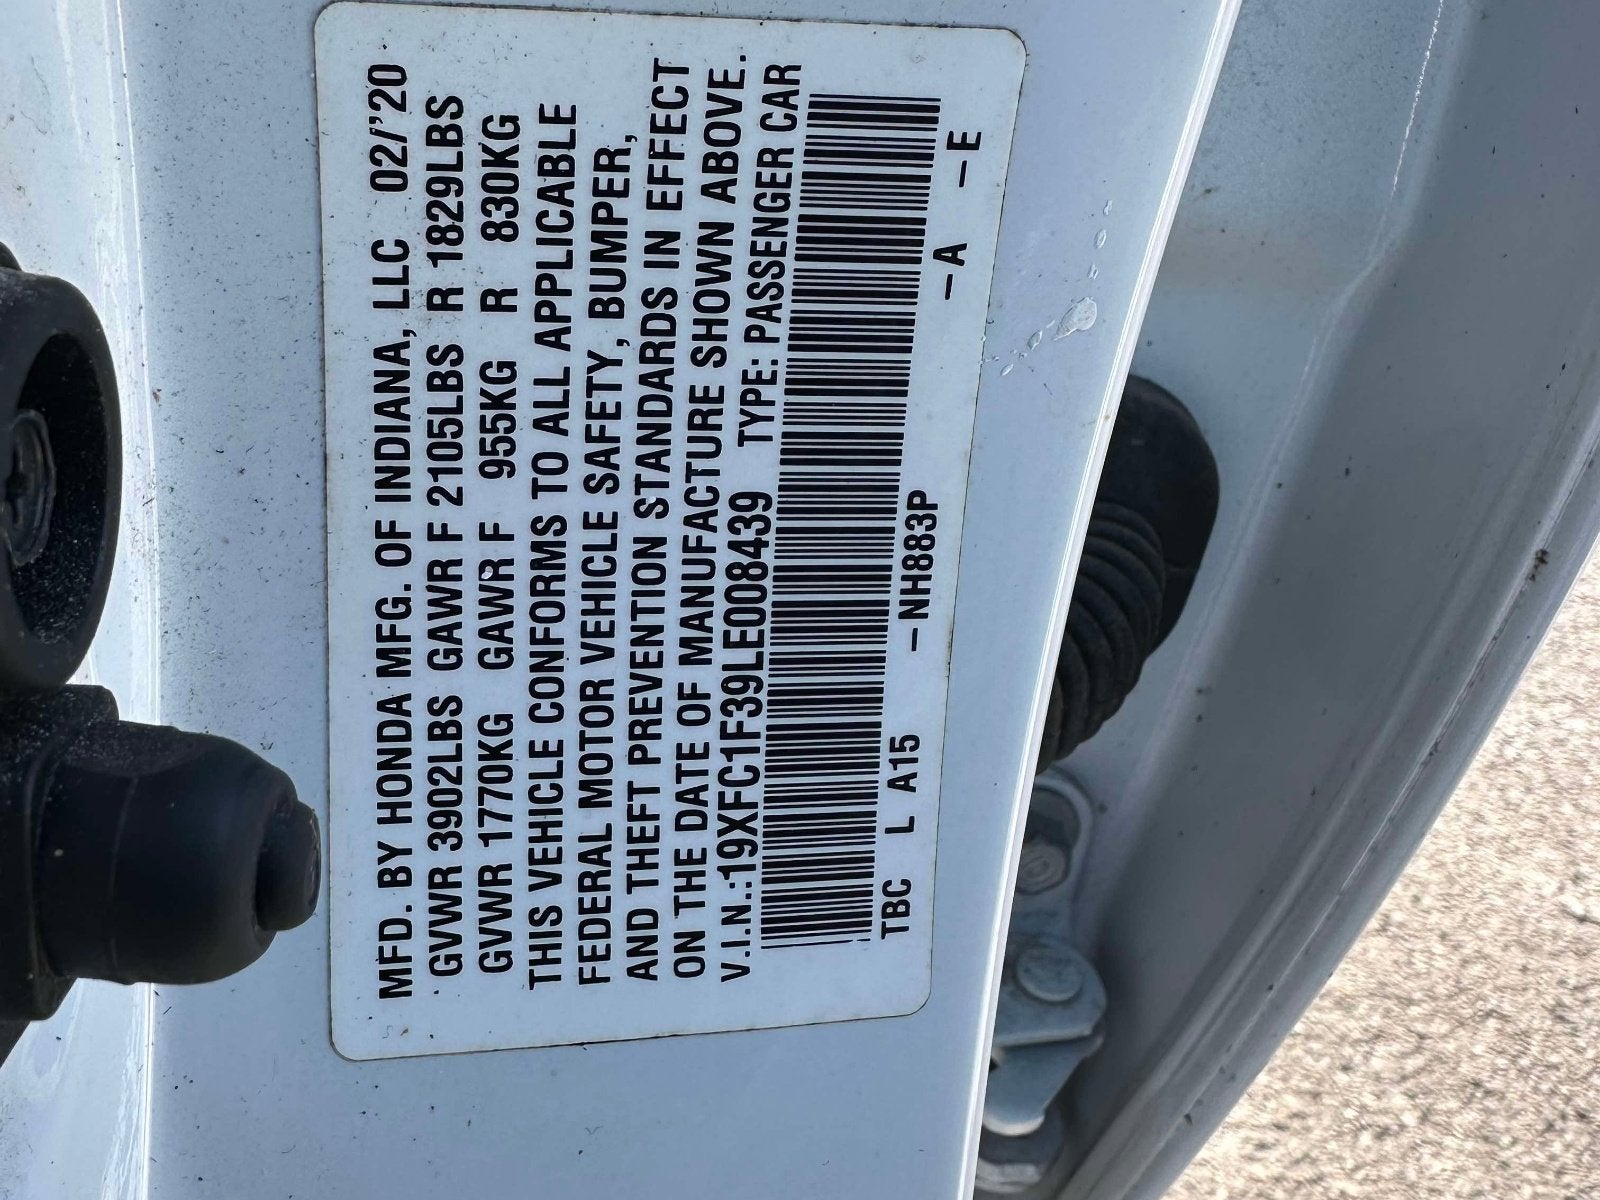 MFD. BY HONDA MFG. OF INDIANA, LLC 02/'20
GVWR 3902LBS GAWR F 2105LBS R 1829LBS
GVWR 1770KG GAWR F 955KG R 830KG
THIS VEHICLE CONFORMS TO ALL APPLICABLE
FEDERAL MOTOR VEHICLE SAFETY, BUMPER,
AND THEFT PREVENTION STANDARDS IN EFFECT
ON THE DATE OF MANUFACTURE SHOWN ABOVE.
V.I.N.:19XFC1F39LE008439 TYPE: PASSENGER CAR
TBC L A15 -NH883P -A -E